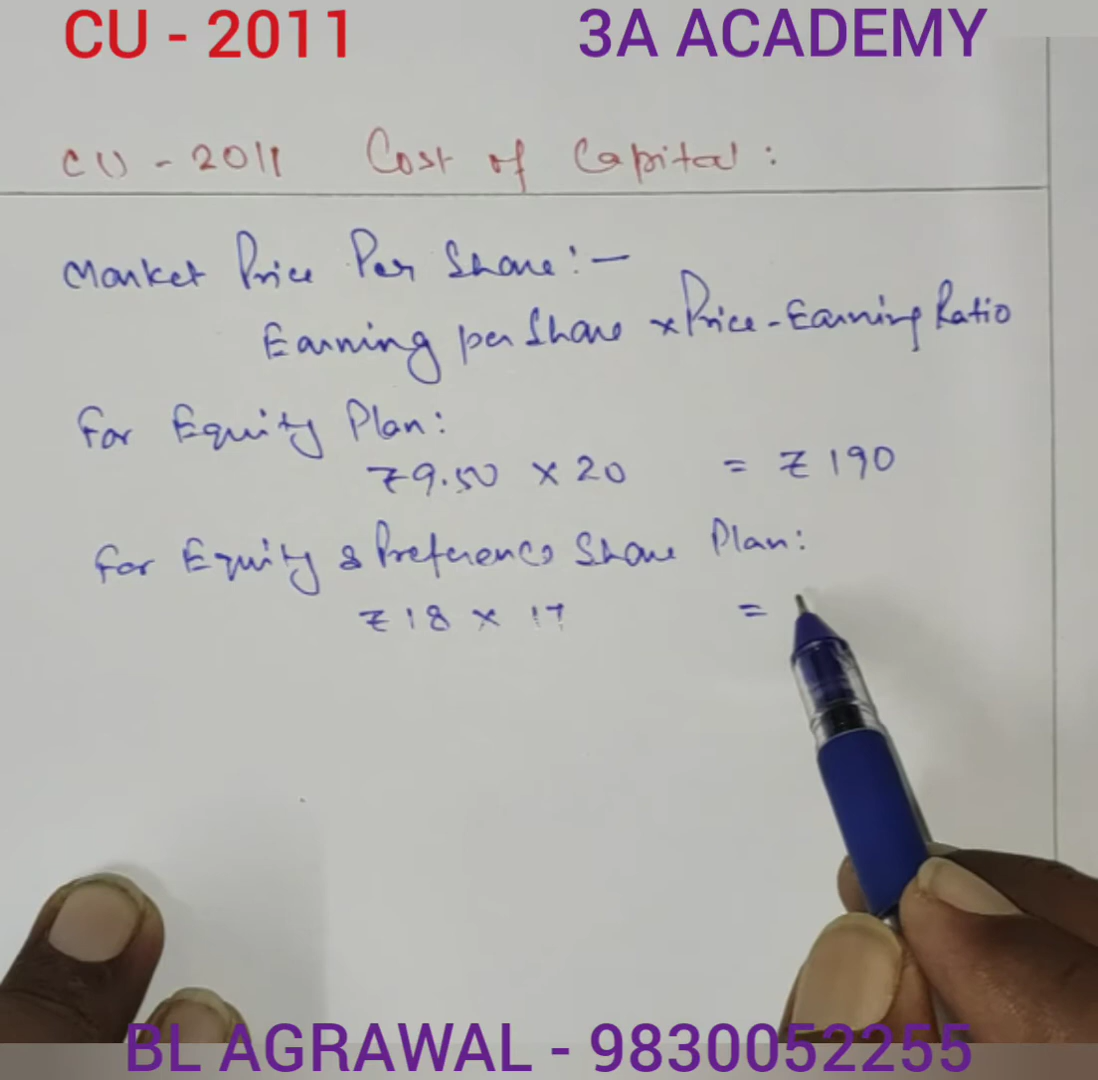 CU - 2011 3A ACADEMY
CU - 2011 Cost of Capital :
Market Price Per Share :-
Earning per Share x Price - Earning Ratio
For Equity Plan :
₹9.50 x 20 = ₹190
For Equity & Preference Share Plan :
₹18 x 17 =
BL AGRAWAL - 9830052255